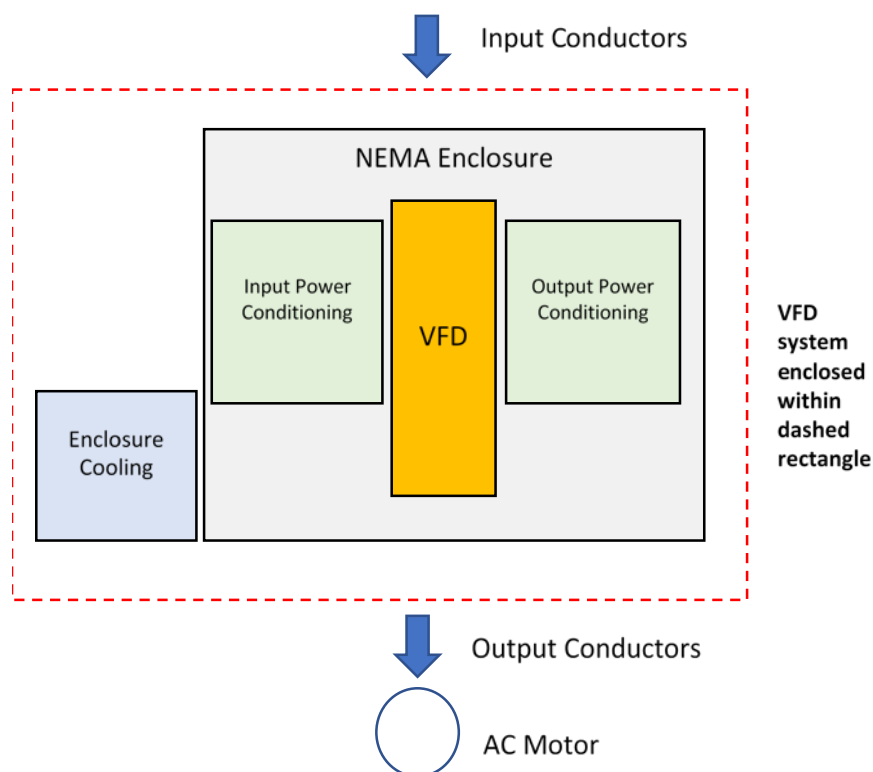 Input Conductors
NEMA Enclosure
Input Power
Conditioning
VFD
Output Power
Conditioning
Enclosure
Cooling
VFD
system
enclosed
within
dashed
rectangle
Output Conductors
AC Motor